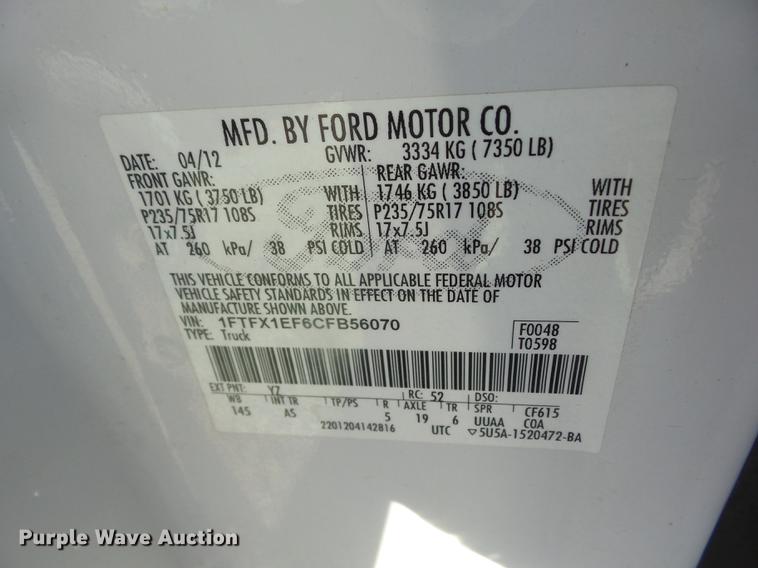 MFD. BY FORD MOTOR CO.
DATE: 04/12 GVWR: 3334 KG ( 7350 LB)
FRONT GAWR: REAR GAWR:
1701 KG ( 3750 LB) WITH 1746 KG ( 3850 LB) WITH
P235/75R17 108S TIRES P235/75R17 108S TIRES
17x7.5J RIMS 17x7.5J RIMS
AT 260 kPa/ 38 PSI COLD AT 260 kPa/ 38 PSI COLD
THIS VEHICLE CONFORMS TO ALL APPLICABLE FEDERAL MOTOR
VEHICLE SAFETY STANDARDS IN EFFECT ON THE DATE OF
MANUFACTURE SHOWN ABOVE.
VIN: 1FTFX1EF6CFB56070 F0048
TYPE: Truck T0598
EXT PNT: YZ RC: 52 DSO:
WB INT TR TP/PS R AXLE TR SPR CF615
145 AS 5 19 6 UUAA COA
2201204142816 UTC ▽5U5A-1520472-BA
Purple Wave Auction